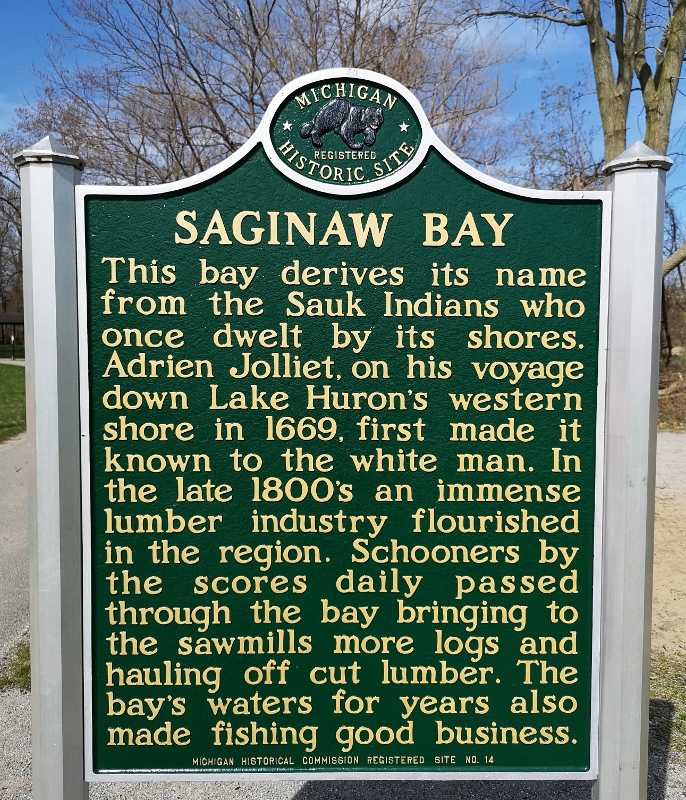 MICHIGAN
REGISTERED
HISTORIC SITE
SAGINAW BAY
This bay derives its name
from the Sauk Indians who
once dwelt by its shores.
Adrien Jolliet, on his voyage
down Lake Huron's western
shore in 1669, first made it
known to the white man. In
the late 1800's an immense
lumber industry flourished
in the region. Schooners by
the scores daily passed
through the bay bringing to
the sawmills more logs and
hauling off cut lumber. The
bay's waters for years also
made fishing good business.
MICHIGAN HISTORICAL COMMISSION REGISTERED SITE NO. 14